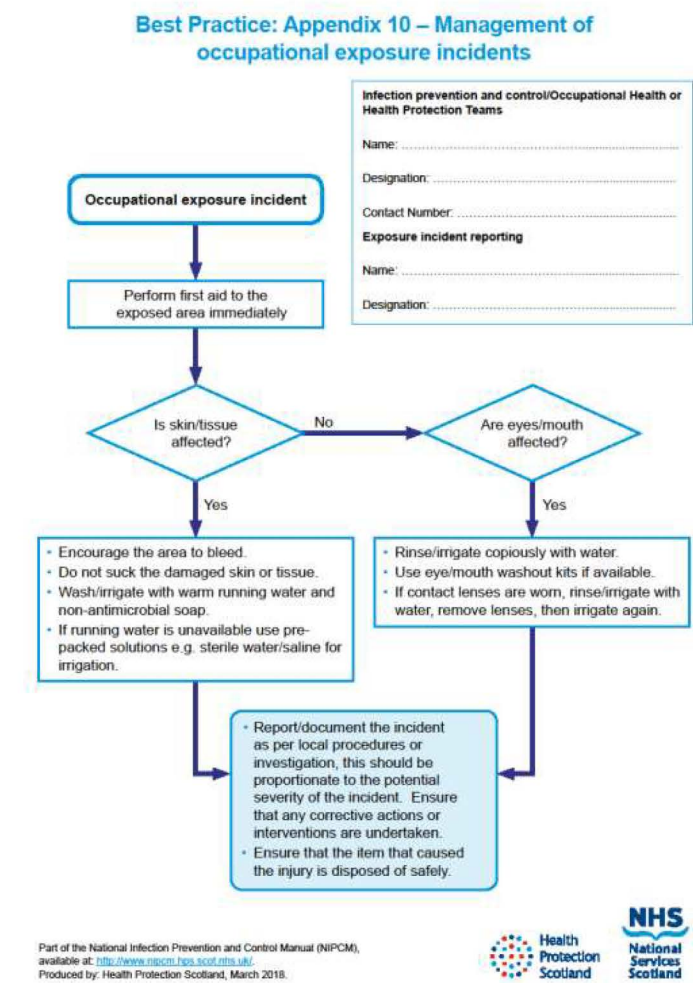 Best Practice: Appendix 10 – Management of
occupational exposure incidents
Infection prevention and control/Occupational Health or
Health Protection Teams
Name: ..........................................................................
Designation: ................................................................
Contact Number: .........................................................
Exposure incident reporting
Name: ..........................................................................
Designation: ................................................................
Occupational exposure incident
Perform first aid to the
exposed area immediately
Is skin/tissue
affected?
No
Are eyes/mouth
affected?
Yes
Yes
• Encourage the area to bleed.
• Do not suck the damaged skin or tissue.
• Wash/irrigate with warm running water and
non-antimicrobial soap.
• If running water is unavailable use pre-
packed solutions e.g. sterile water/saline for
irrigation.
• Rinse/irrigate copiously with water.
• Use eye/mouth washout kits if available.
• If contact lenses are worn, rinse/irrigate with
water, remove lenses, then irrigate again.
• Report/document the incident
as per local procedures or
investigation, this should be
proportionate to the potential
severity of the incident.  Ensure
that any corrective actions or
interventions are undertaken.
• Ensure that the item that caused
the injury is disposed of safely.
Part of the National Infection Prevention and Control Manual (NIPCM),
available at: http://www.nipcm.hps.scot.nhs.uk/.
Produced by: Health Protection Scotland, March 2018.
Health
Protection
Scotland
NHS
National
Services
Scotland